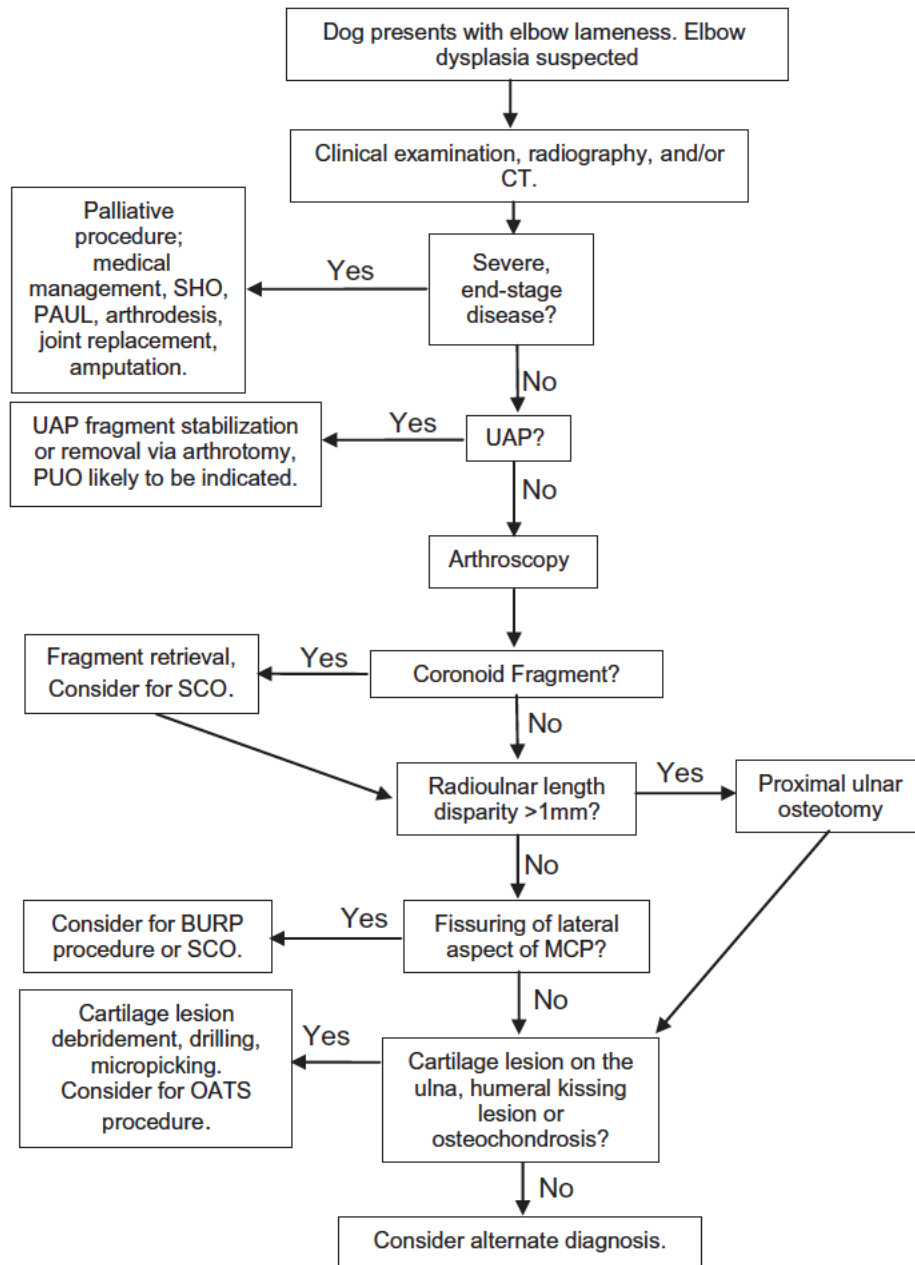 Dog presents with elbow lameness. Elbow
dysplasia suspected
Clinical examination, radiography, and/or
CT.
Severe,
end-stage
disease?
Yes
Palliative
procedure;
medical
management, SHO,
PAUL, arthrodesis,
joint replacement,
amputation.
No
UAP?
Yes
UAP fragment stabilization
or removal via arthrotomy,
PUO likely to be indicated.
No
Arthroscopy
Coronoid Fragment?
Yes
Fragment retrieval,
Consider for SCO.
No
Radioulnar length
disparity >1mm?
Yes
Proximal ulnar
osteotomy
No
Fissuring of lateral
aspect of MCP?
Yes
Consider for BURP
procedure or SCO.
No
Cartilage lesion on the
ulna, humeral kissing
lesion or
osteochondrosis?
Yes
Cartilage lesion
debridement, drilling,
micropicking.
Consider for OATS
procedure.
No
Consider alternate diagnosis.